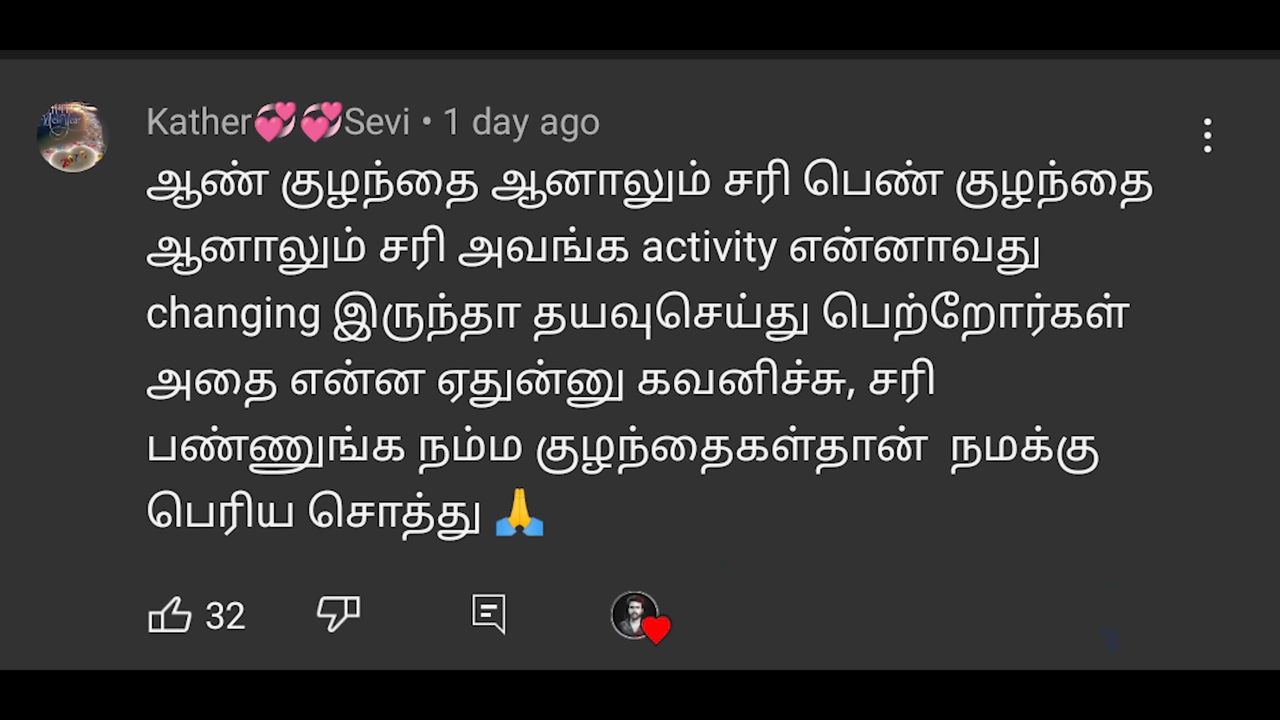 Kather💞💞Sevi • 1 day ago
ஆண் குழந்தை ஆனாலும் சரி பெண் குழந்தை
ஆனாலும் சரி அவங்க activity என்னாவது
changing இருந்தா தயவுசெய்து பெற்றோர்கள்
அதை என்ன ஏதுன்னு கவனிச்சு, சரி
பண்ணுங்க நம்ம குழந்தைகள்தான் நமக்கு
பெரிய சொத்து 🙏
32